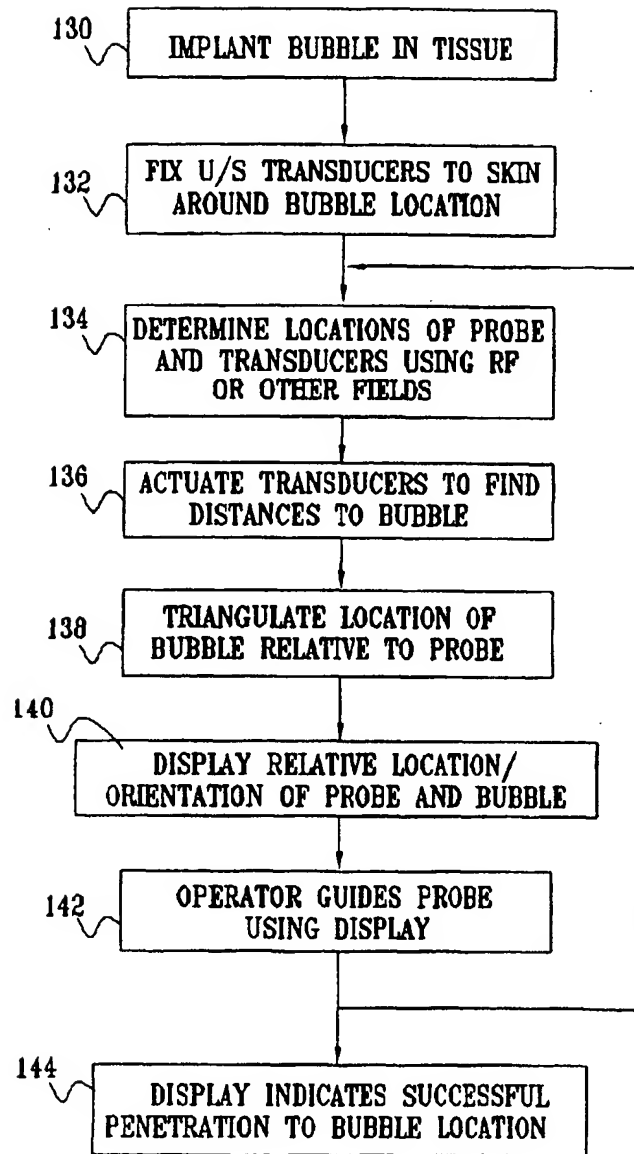 130
IMPLANT BUBBLE IN TISSUE
132
FIX U/S TRANSDUCERS TO SKIN
AROUND BUBBLE LOCATION
134
DETERMINE LOCATIONS OF PROBE
AND TRANSDUCERS USING RF
OR OTHER FIELDS
136
ACTUATE TRANSDUCERS TO FIND
DISTANCES TO BUBBLE
138
TRIANGULATE LOCATION OF
BUBBLE RELATIVE TO PROBE
140
DISPLAY RELATIVE LOCATION/
ORIENTATION OF PROBE AND BUBBLE
142
OPERATOR GUIDES PROBE
USING DISPLAY
144
DISPLAY INDICATES SUCCESSFUL
PENETRATION TO BUBBLE LOCATION